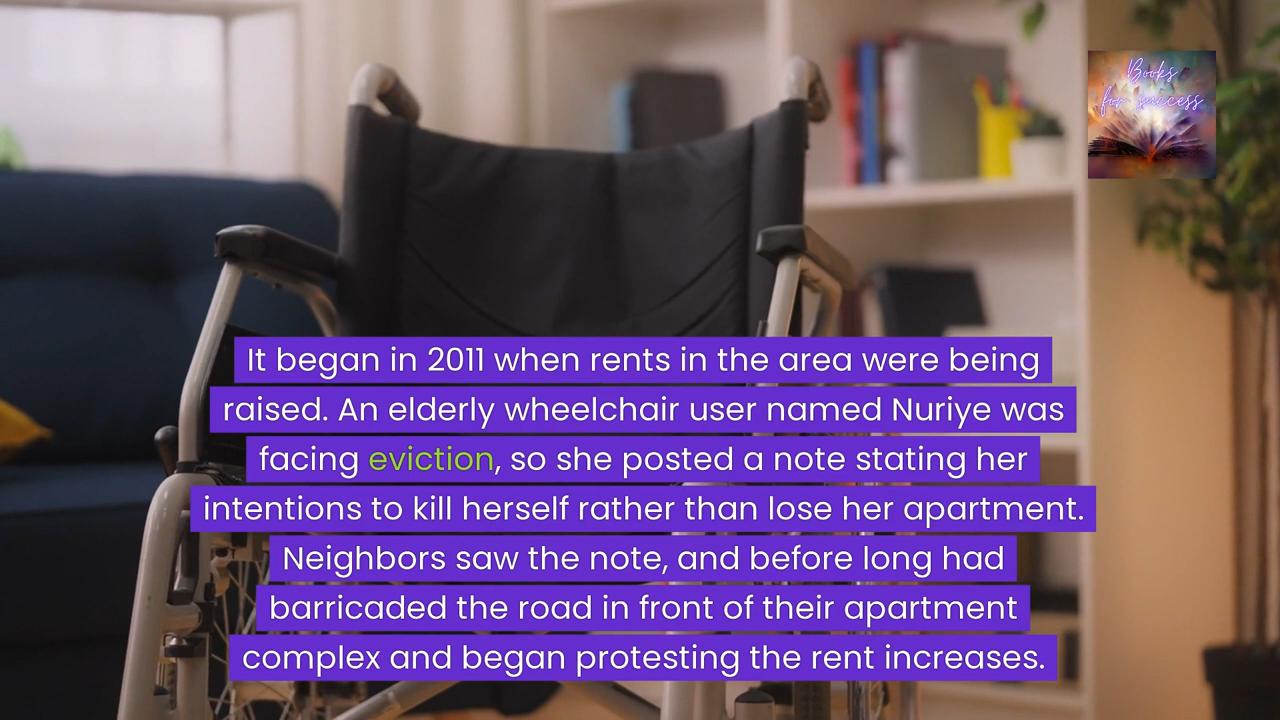 Books
for success
It began in 2011 when rents in the area were being
raised. An elderly wheelchair user named Nuriye was
facing eviction, so she posted a note stating her
intentions to kill herself rather than lose her apartment.
Neighbors saw the note, and before long had
barricaded the road in front of their apartment
complex and began protesting the rent increases.